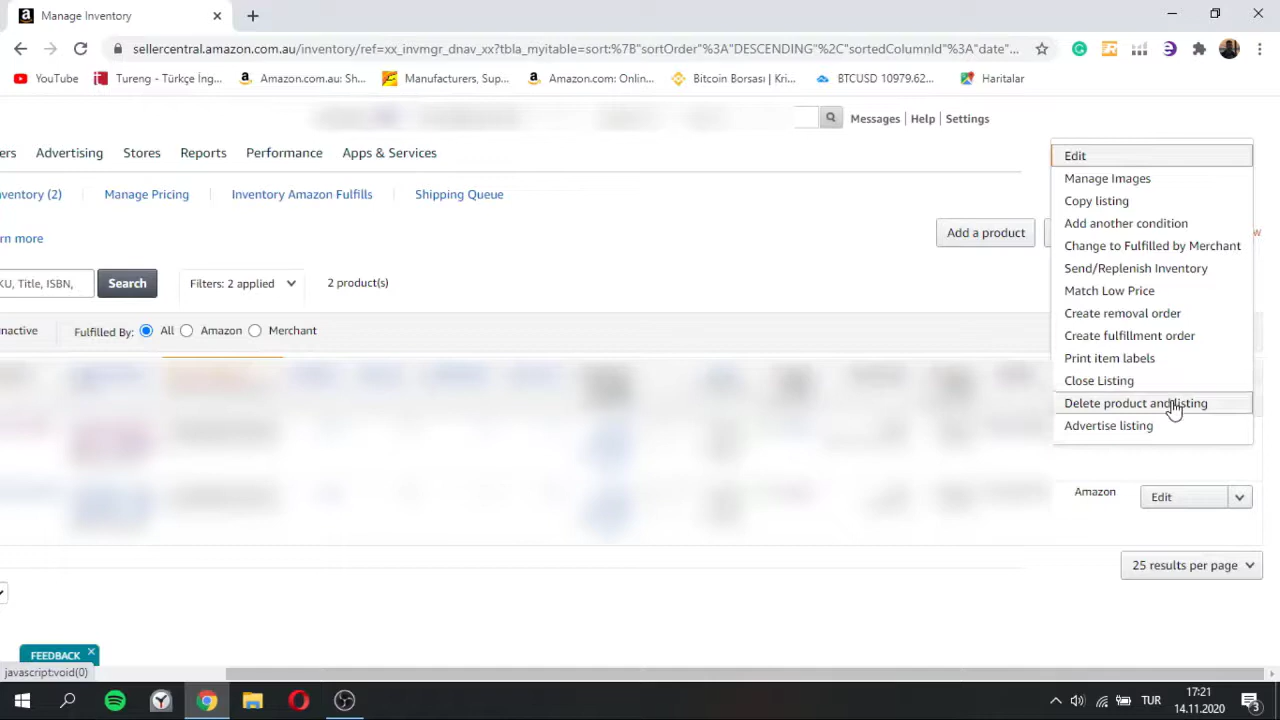 Manage Inventory
sellercentral.amazon.com.au/inventory/ref=xx_invmgr_dnav_xx?tbla_myitable=sort:%7B"sortOrder"%3A"DESCENDING"%2C"sortedColumnId"%3A"date"...
YouTube Tureng - Türkçe İng... Amazon.com.au: Sh... Manufacturers, Sup... Amazon.com: Onlin... Bitcoin Borsası | Kri... BTCUSD 10979.62... Haritalar
Messages | Help | Settings
ers Advertising Stores Reports Performance Apps & Services
ventory (2) Manage Pricing Inventory Amazon Fulfills Shipping Queue
rn more
Add a product
KU, Title, ISBN, Search Filters: 2 applied 2 product(s)
nactive Fulfilled By: All Amazon Merchant
Edit
Manage Images
Copy listing
Add another condition
Change to Fulfilled by Merchant
Send/Replenish Inventory
Match Low Price
Create removal order
Create fulfillment order
Print item labels
Close Listing
Delete product and listing
Advertise listing
Amazon Edit
25 results per page
FEEDBACK
javascript:void(0)
TUR
17:21
14.11.2020
3